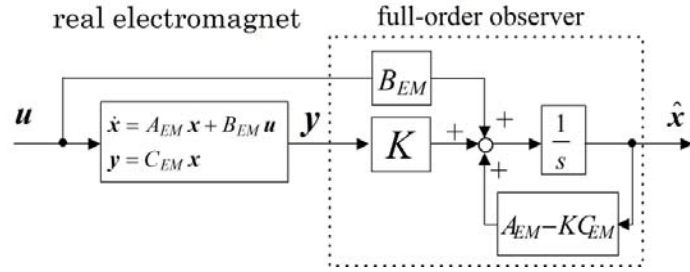 real electromagnet
full-order observer
B_EM
u
ẋ = A_EM x + B_EM u
y = C_EM x
y
K
+
+
+
1/s
x̂
A_EM−KC_EM